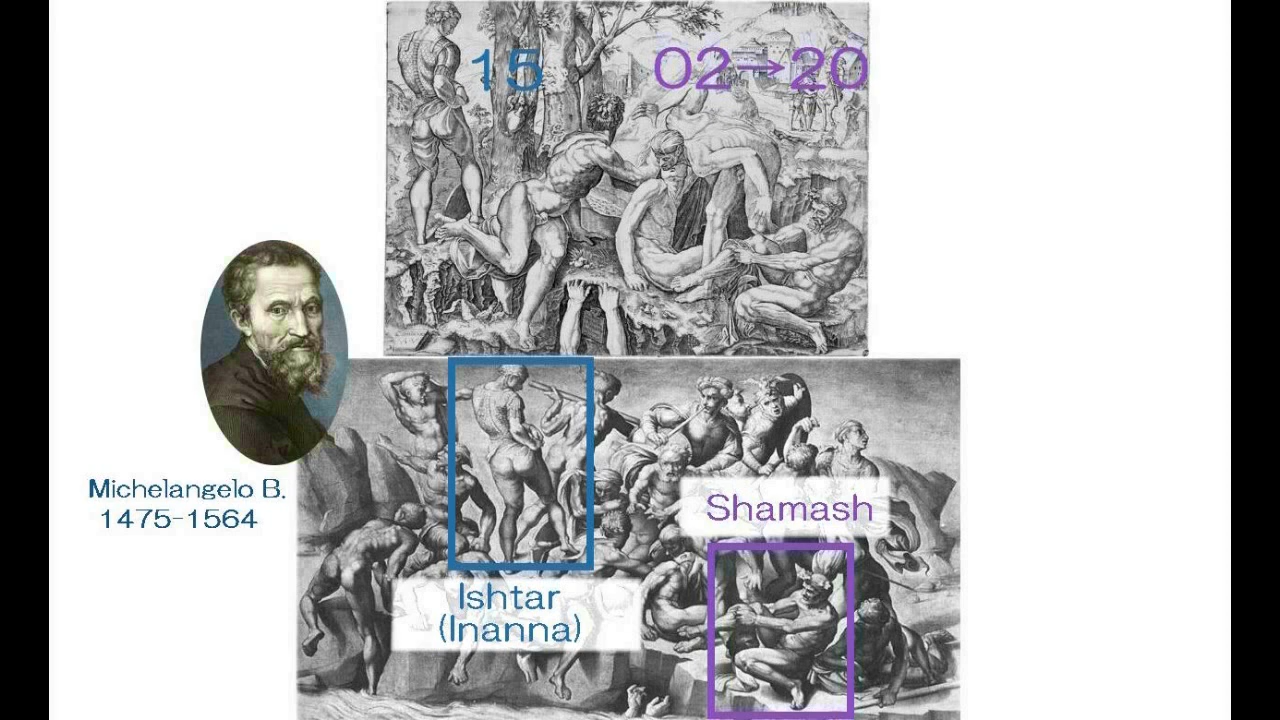 15
02→20
Michelangelo B.
1475-1564
Shamash
Ishtar
(Inanna)